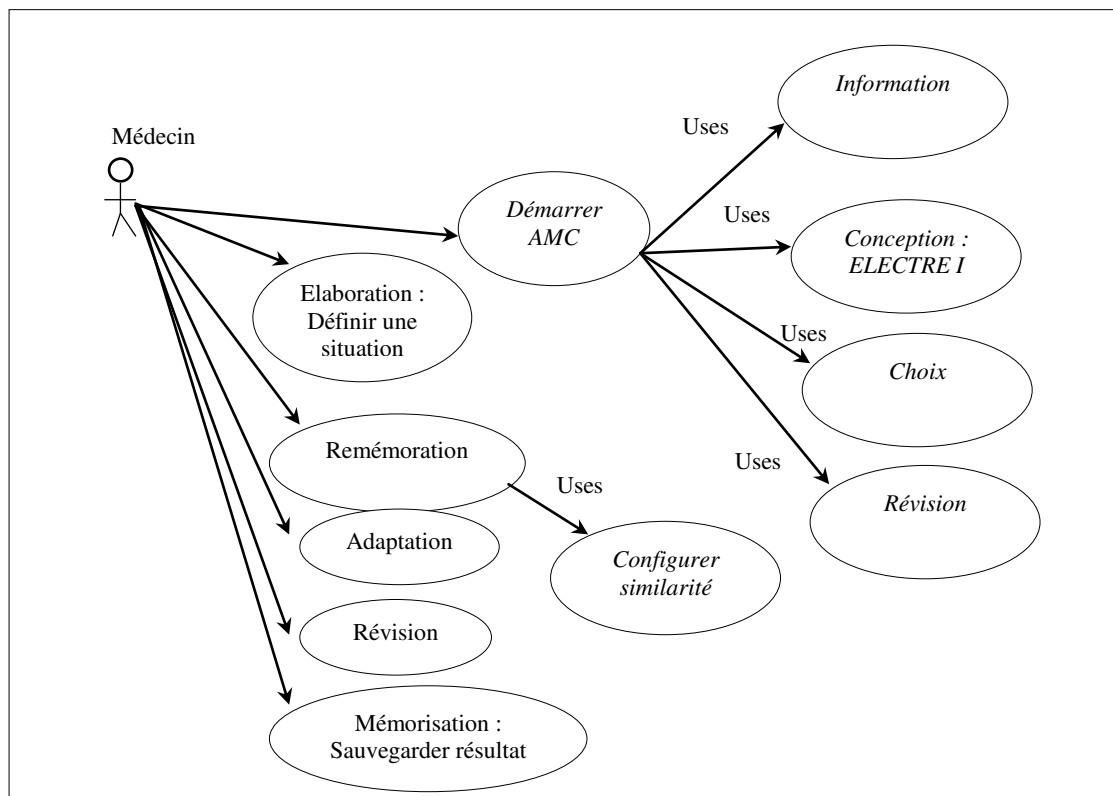 Information
Uses
Médecin
Démarrer
AMC
Uses
Conception :
ELECTRE I
Elaboration :
Définir une
situation
Uses
Choix
Remémoration
Uses
Uses
Révision
Adaptation
Configurer
similarité
Révision
Mémorisation :
Sauvegarder résultat